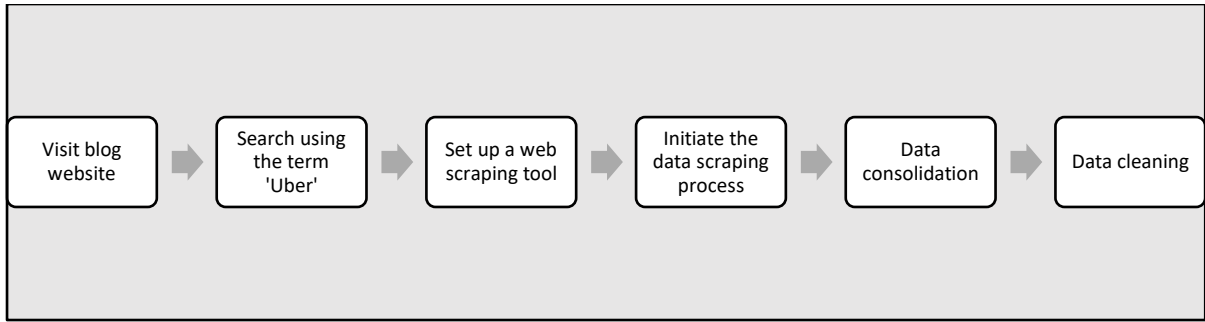 Visit blog
website
Search using
the term
'Uber'
Set up a web
scraping tool
Initiate the
data scraping
process
Data
consolidation
Data cleaning